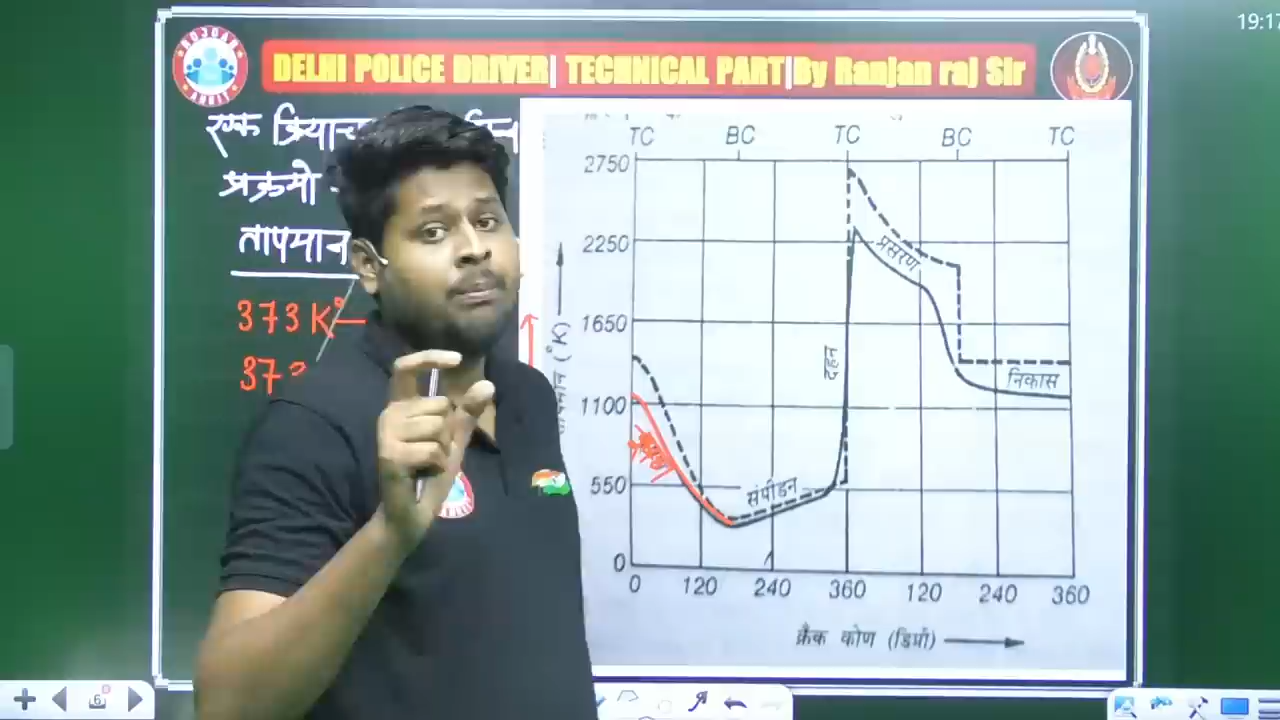 19:17
ROJGAR
DELHI POLICE DRIVER| TECHNICAL PART|By Ranjan raj Sir
एक
प्रक्रमो
तापमान
373 K°
37
TC BC TC BC TC
2750
2250
1650
1100
550
0
(°K)
दहन
प्रसरण
निकास
संपीडन
0 120 240 360 120 240 360
क्रैंक कोण (डिग्री)
6